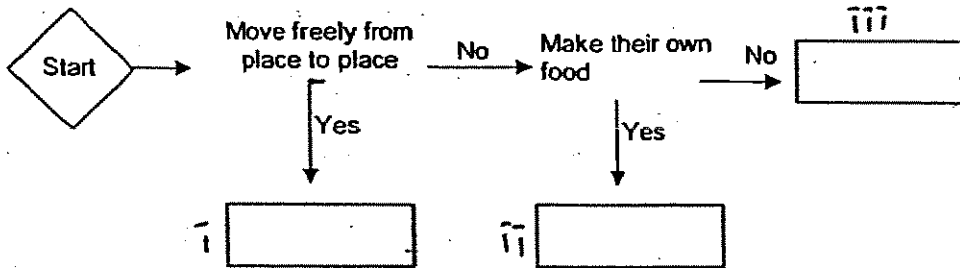 Start
Move freely from
place to place
No
Make their own
food
No
iii
Yes
Yes
i
ii